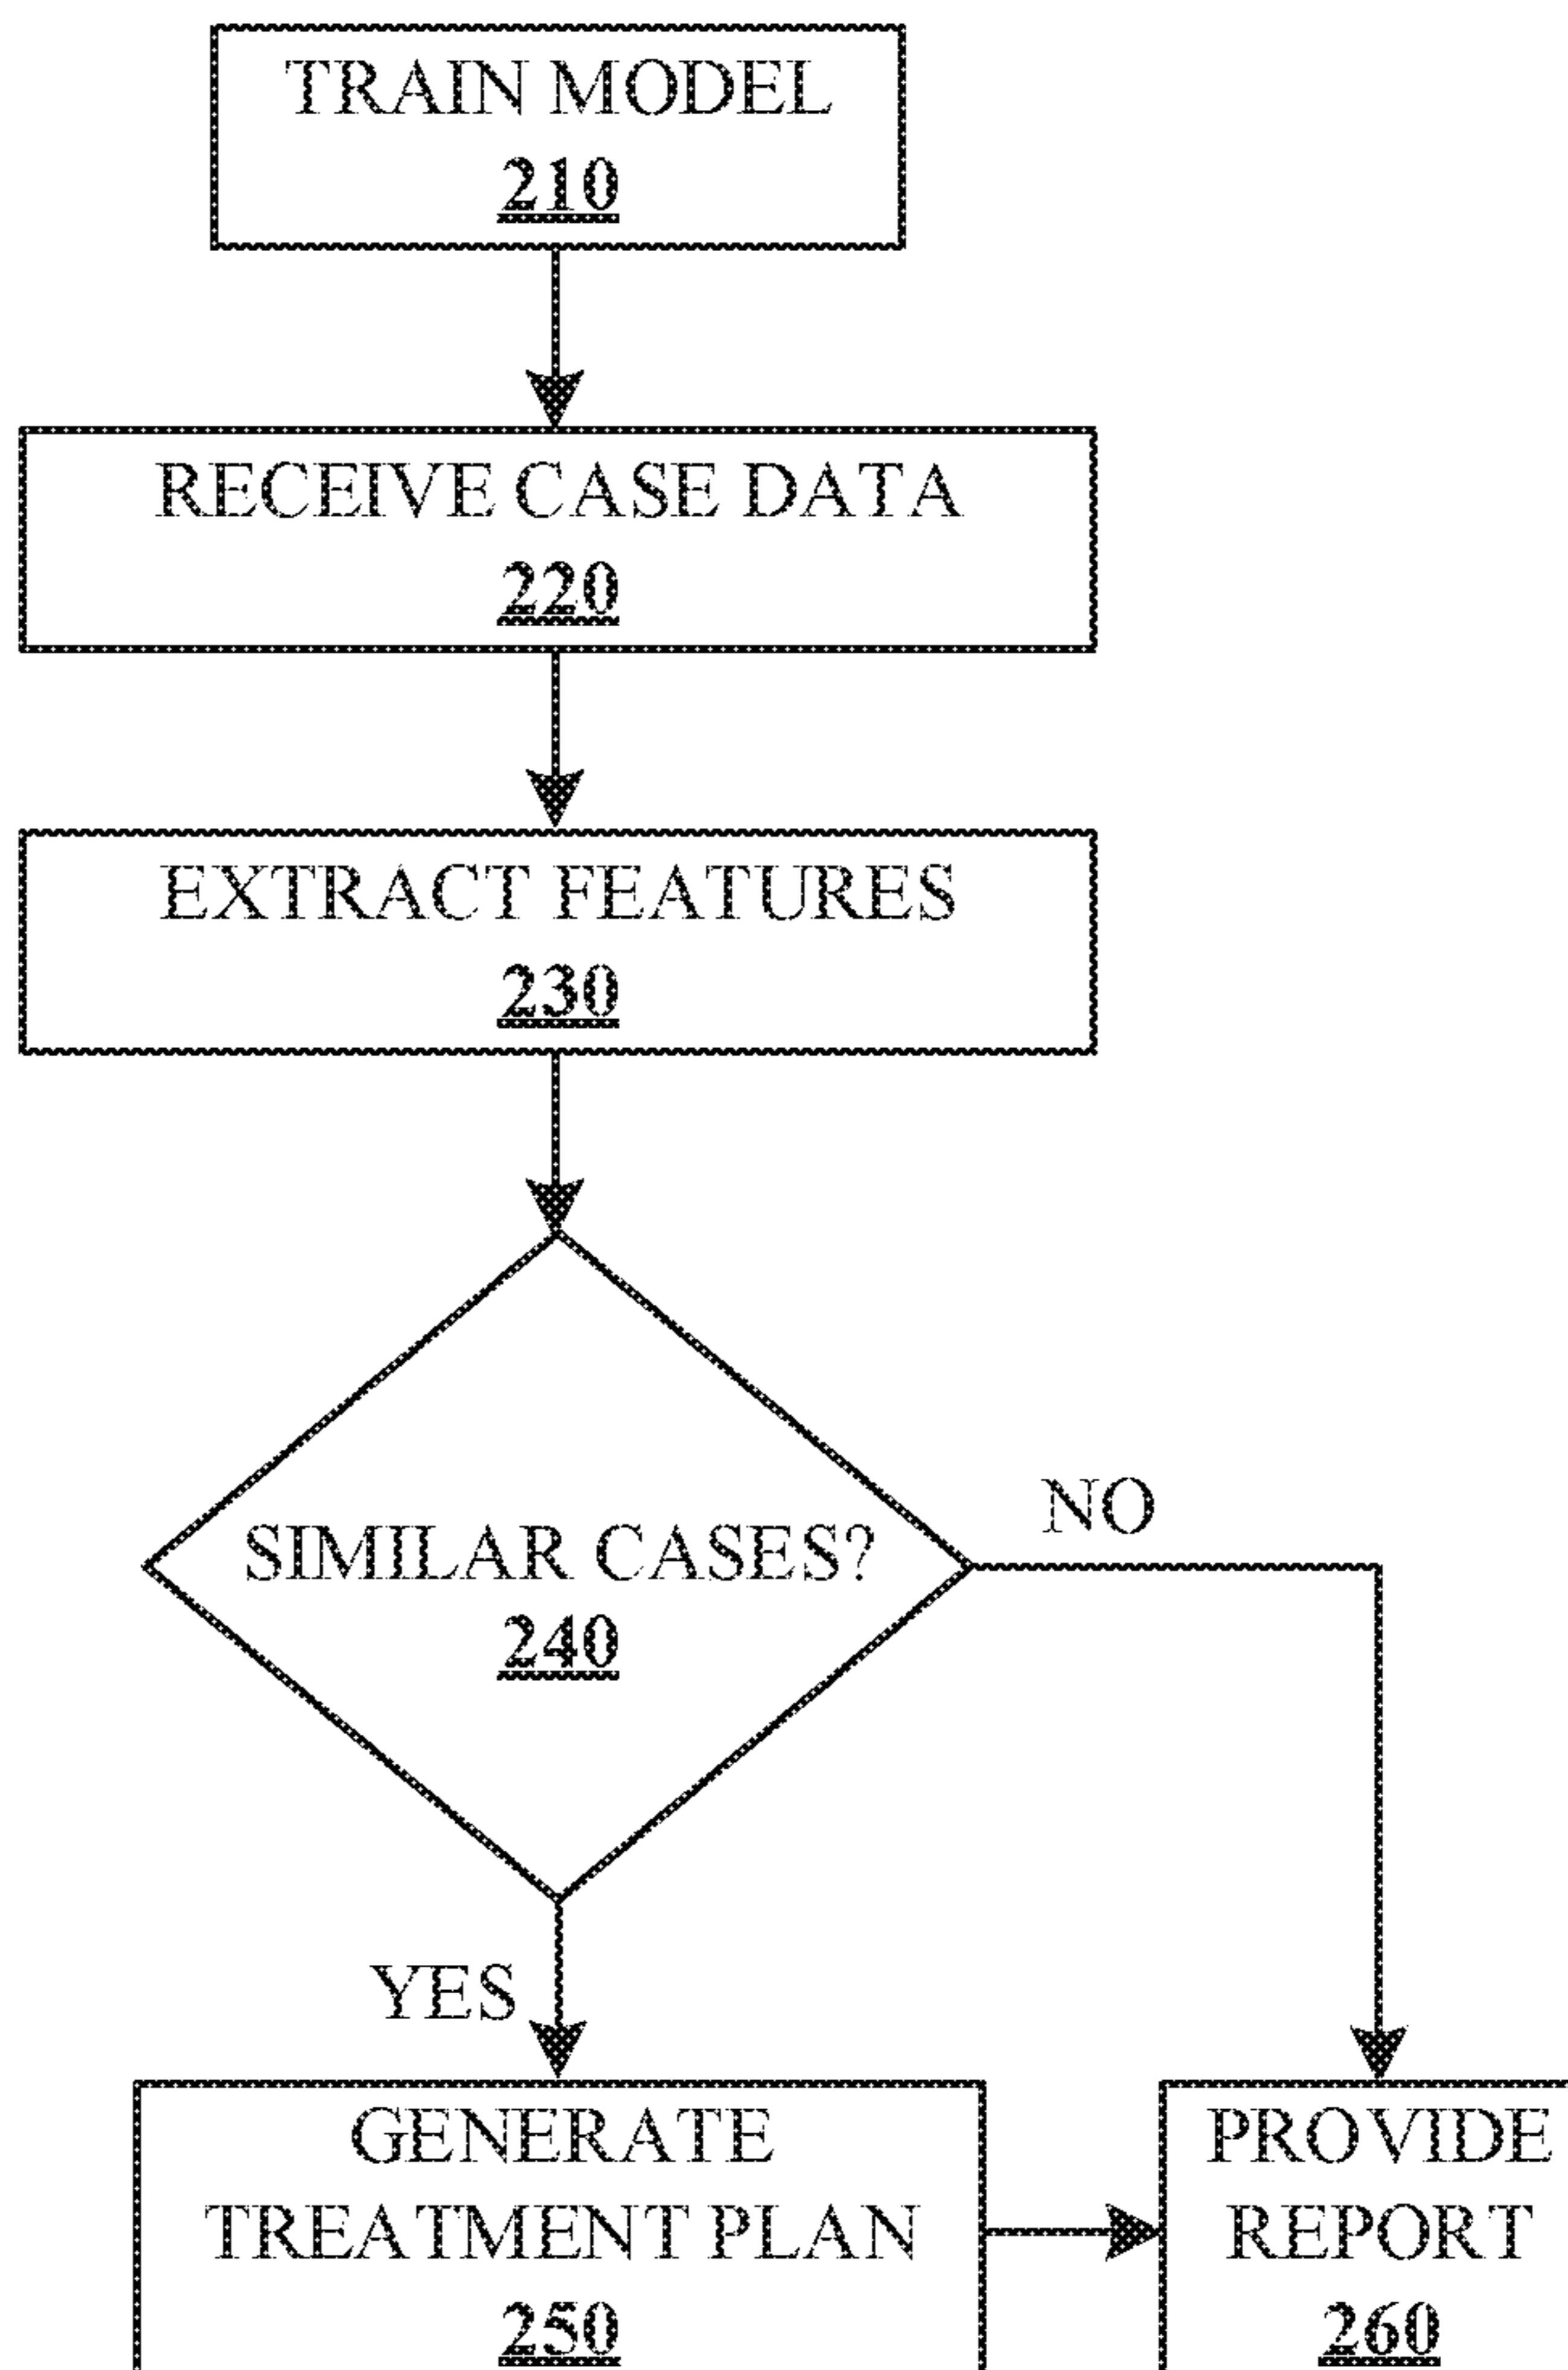 TRAIN MODEL
210
RECEIVE CASE DATA
220
EXTRACT FEATURES
230
SIMILAR CASES?
240
NO
YES
GENERATE
TREATMENT PLAN
250
PROVIDE
REPORT
260